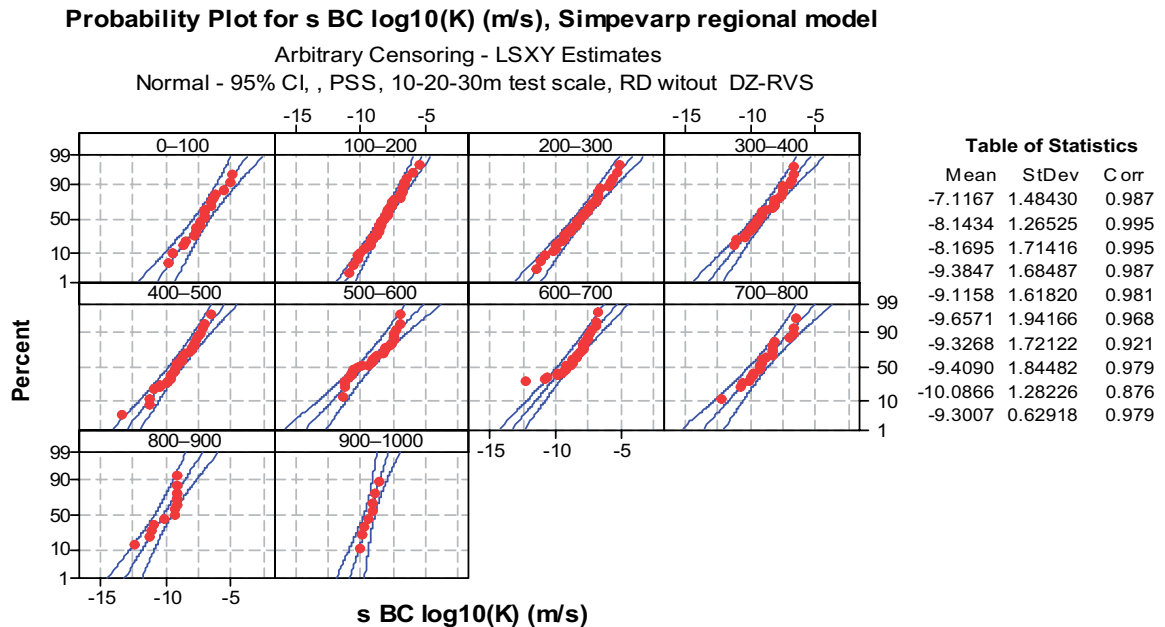 Probability Plot for s BC log10(K) (m/s), Simpevarp regional model
Arbitrary Censoring - LSXY Estimates
Normal - 95% CI, , PSS, 10-20-30m test scale, RD witout DZ-RVS
-15 -10 -5 -15 -10 -5
0–100 100–200 200–300 300–400
99
90
50
10
1
400–500 500–600 600–700 700–800
99
90
50
10
1
800–900 900–1000
-15 -10 -5
99
90
50
10
1
-15 -10 -5
Percent
s BC log10(K) (m/s)
Table of Statistics
Mean StDev Corr
-7.1167 1.48430 0.987
-8.1434 1.26525 0.995
-8.1695 1.71416 0.995
-9.3847 1.68487 0.987
-9.1158 1.61820 0.981
-9.6571 1.94166 0.968
-9.3268 1.72122 0.921
-9.4090 1.84482 0.979
-10.0866 1.28226 0.876
-9.3007 0.62918 0.979